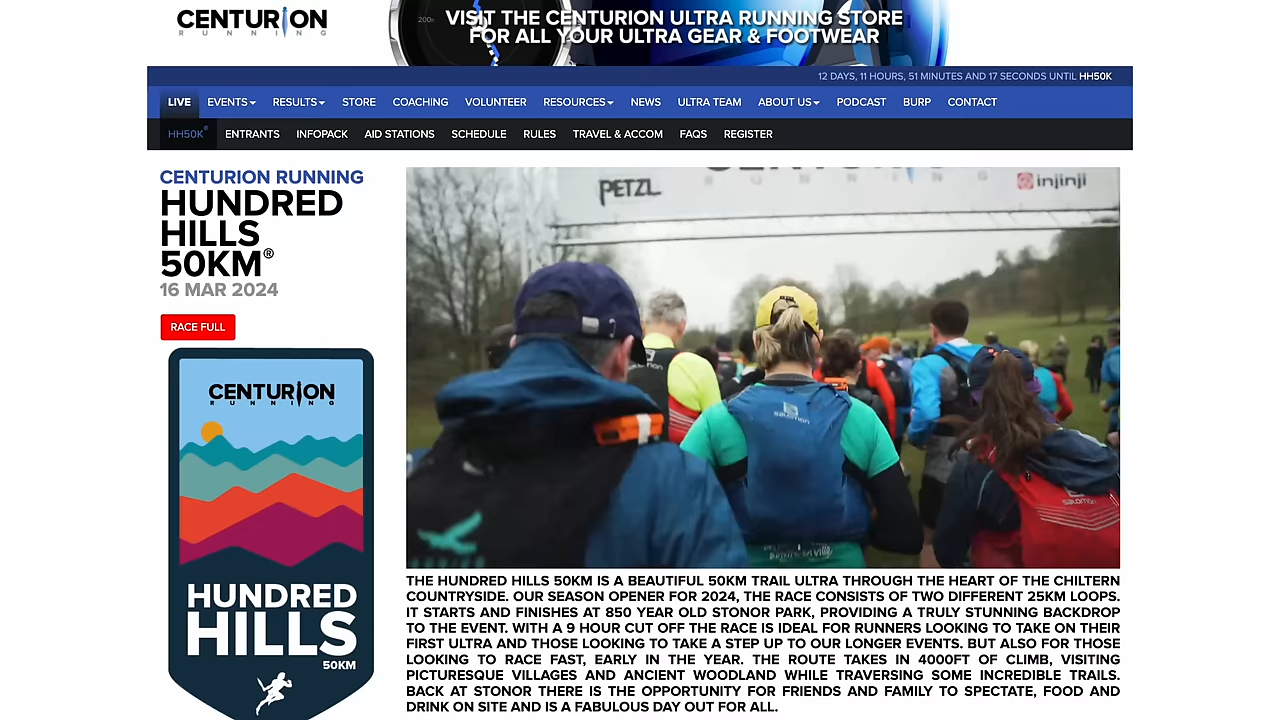 CENTURION
RUNNING
200
VISIT THE CENTURION ULTRA RUNNING STORE
FOR ALL YOUR ULTRA GEAR & FOOTWEAR
12 DAYS, 11 HOURS, 51 MINUTES AND 17 SECONDS UNTIL HH50K
LIVE EVENTS RESULTS STORE COACHING VOLUNTEER RESOURCES NEWS ULTRA TEAM ABOUT US PODCAST BURP CONTACT
HH50K® ENTRANTS INFOPACK AID STATIONS SCHEDULE RULES TRAVEL & ACCOM FAQS REGISTER
CENTURION RUNNING
HUNDRED
HILLS
50KM®
16 MAR 2024
RACE FULL
CENTURION
RUNNING
HUNDRED
HILLS
50KM
PETZL
RUNNING
injinji
salomon
salomon
THE HUNDRED HILLS 50KM IS A BEAUTIFUL 50KM TRAIL ULTRA THROUGH THE HEART OF THE CHILTERN
COUNTRYSIDE. OUR SEASON OPENER FOR 2024, THE RACE CONSISTS OF TWO DIFFERENT 25KM LOOPS.
IT STARTS AND FINISHES AT 850 YEAR OLD STONOR PARK, PROVIDING A TRULY STUNNING BACKDROP
TO THE EVENT. WITH A 9 HOUR CUT OFF THE RACE IS IDEAL FOR RUNNERS LOOKING TO TAKE ON THEIR
FIRST ULTRA AND THOSE LOOKING TO TAKE A STEP UP TO OUR LONGER EVENTS. BUT ALSO FOR THOSE
LOOKING TO RACE FAST, EARLY IN THE YEAR. THE ROUTE TAKES IN 4000FT OF CLIMB, VISITING
PICTURESQUE VILLAGES AND ANCIENT WOODLAND WHILE TRAVERSING SOME INCREDIBLE TRAILS.
BACK AT STONOR THERE IS THE OPPORTUNITY FOR FRIENDS AND FAMILY TO SPECTATE, FOOD AND
DRINK ON SITE AND IS A FABULOUS DAY OUT FOR ALL.